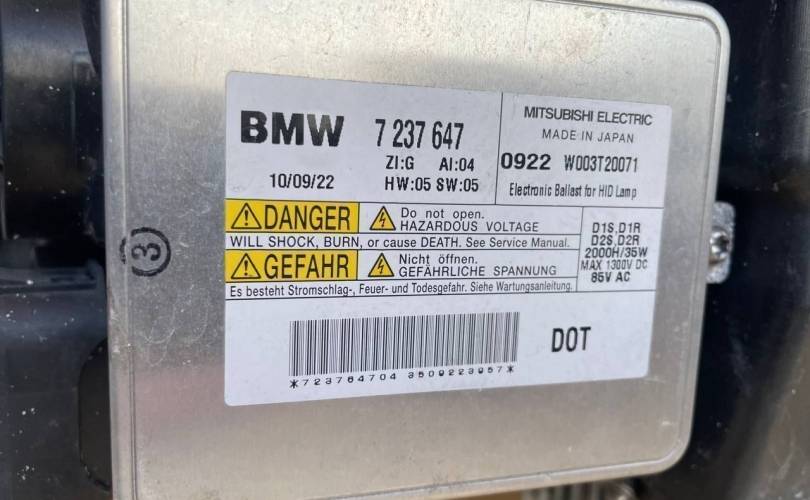 BMW 7 237 647
ZI:G AI:04
10/09/22 HW:05 SW:05
MITSUBISHI ELECTRIC
MADE IN JAPAN
0922 W003T20071
Electronic Ballast for HID Lamp
DANGER Do not open.
HAZARDOUS VOLTAGE
WILL SHOCK, BURN, or cause DEATH. See Service Manual.
GEFAHR Nicht öffnen.
GEFÄHRLICHE SPANNUNG
Es besteht Stromschlag-, Feuer- und Todesgefahr. Siehe Wartungsanleitung.
D1S,D1R
D2S,D2R
2000H/35W
MAX 1300V DC
85V AC
DOT
*723764704 3509223957*
3